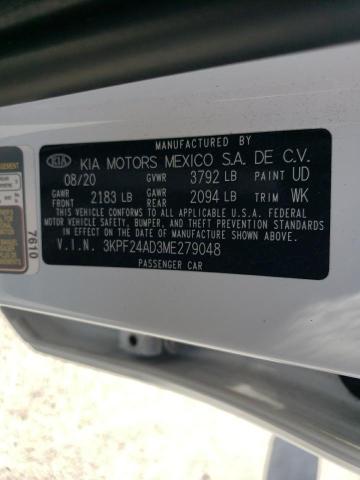 MANUFACTURED BY
KIA KIA MOTORS MEXICO S.A. DE C.V.
08/20 GVWR 3792 LB PAINT UD
GAWR FRONT 2183 LB GAWR REAR 2094 LB TRIM WK
THIS VEHICLE CONFORMS TO ALL APPLICABLE U.S.A. FEDERAL
MOTOR VEHICLE SAFETY, BUMPER, AND THEFT PREVENTION STANDARDS
IN EFFECT ON THE DATE OF MANUFACTURE SHOWN ABOVE.
V.I.N. 3KPF24AD3ME279048
PASSENGER CAR
7610